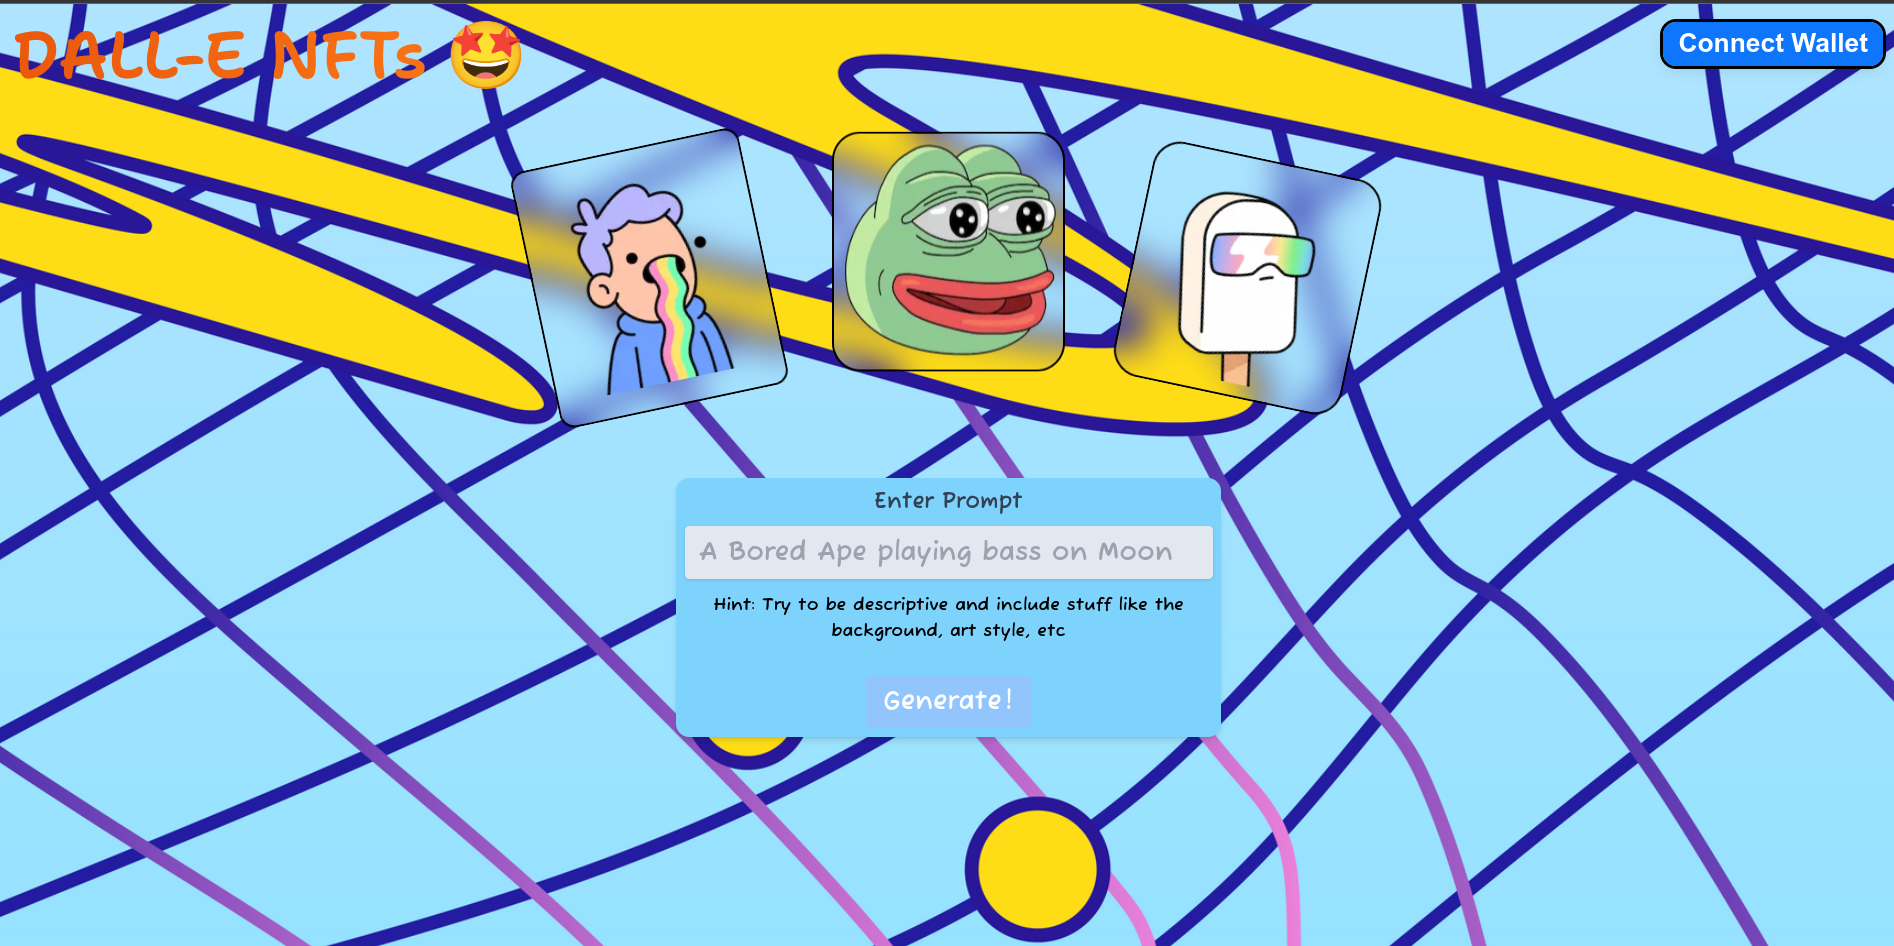 DALL-E NFTs 🤩
Connect Wallet
Enter Prompt
A Bored Ape playing bass on Moon
Hint: Try to be descriptive and include stuff like the
background, art style, etc
Generate!